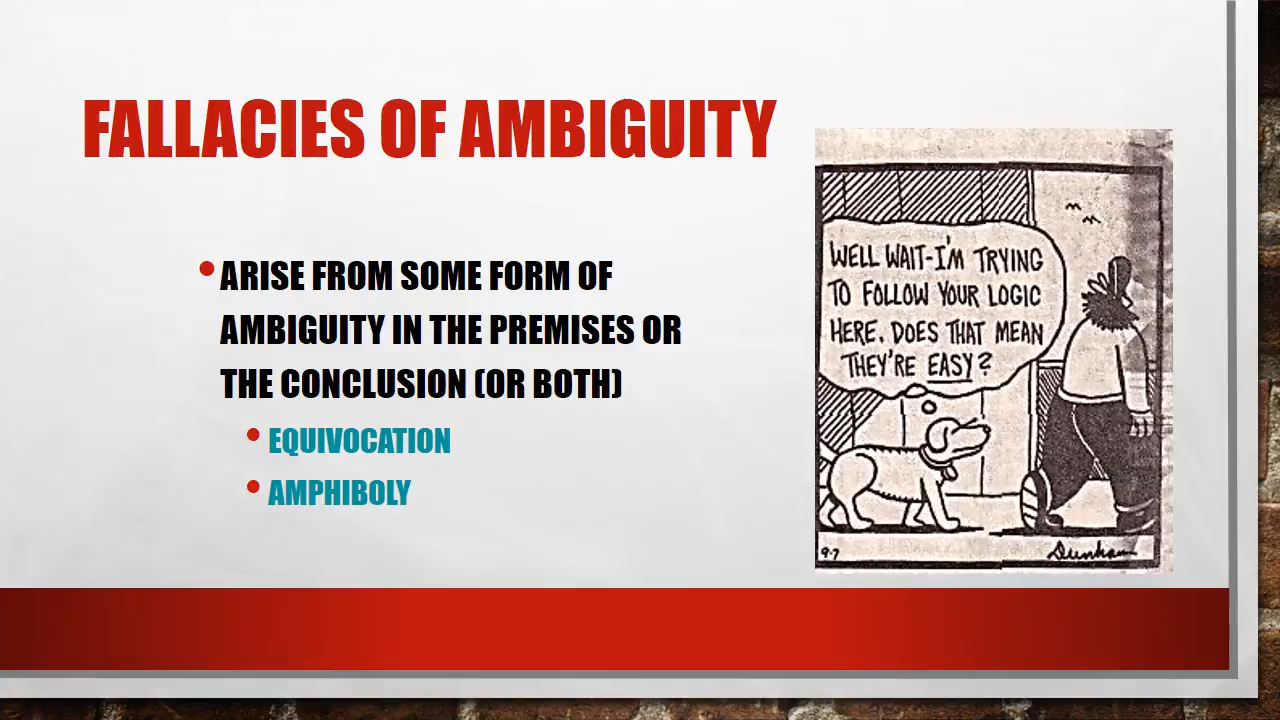 FALLACIES OF AMBIGUITY
ARISE FROM SOME FORM OF
AMBIGUITY IN THE PREMISES OR
THE CONCLUSION (OR BOTH)
EQUIVOCATION
AMPHIBOLY
WELL WAIT-I'M TRYING
TO FOLLOW YOUR LOGIC
HERE. DOES THAT MEAN
THEY'RE EASY?
9-7
Dunham